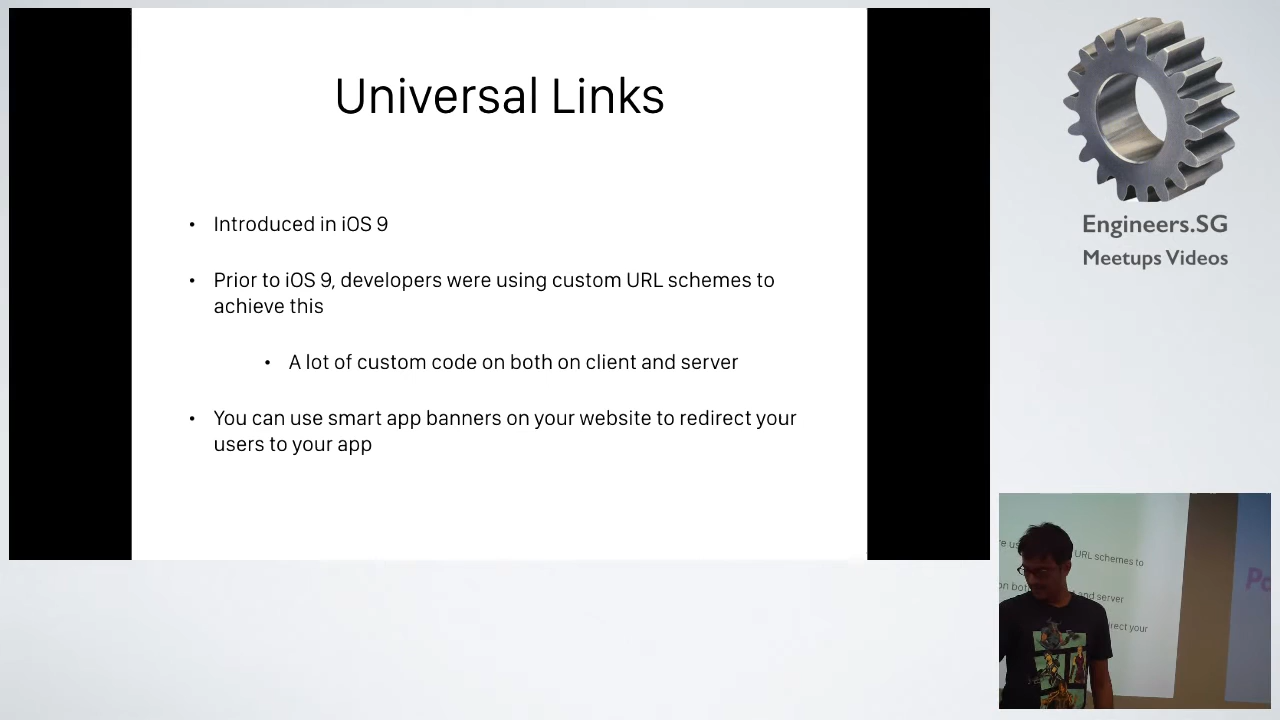 Universal Links
• Introduced in iOS 9
• Prior to iOS 9, developers were using custom URL schemes to
achieve this
• A lot of custom code on both on client and server
• You can use smart app banners on your website to redirect your
users to your app
Engineers.SG
Meetups Videos
URL schemes to
and server
your